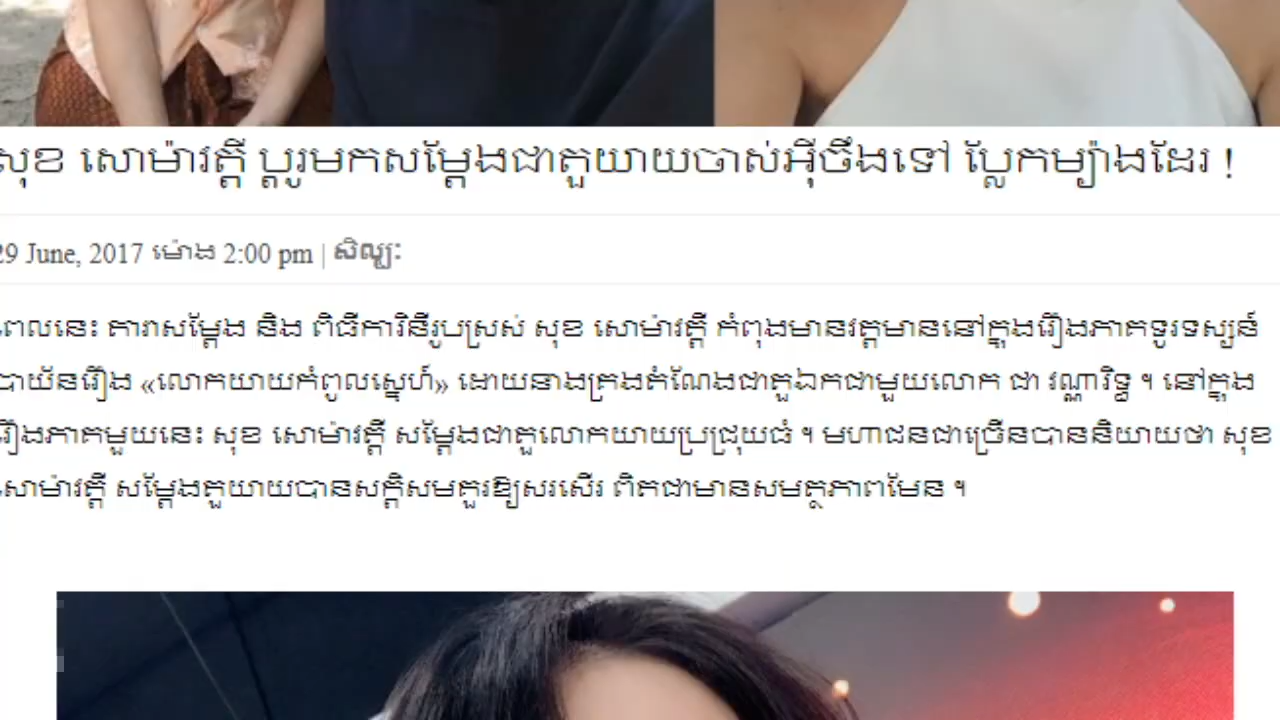 សុខ សោម៉ាវត្តី ប្តូរមកសម្តែងជាតួយាយចាស់អ៊ីចឹងទៅ ប្លែកម្យ៉ាងដែរ !
29 June, 2017 ម៉ោង 2:00 pm | សិល្បៈ
ពេលនេះ តារាសម្តែង និង ពិធីការិនីរូបស្រស់ សុខ សោម៉ាវត្តី កំពុងមានវត្តមាននៅក្នុងរឿងភាគទូរទស្សន៍
បាយ័នរឿង «លោកយាយកំពូលស្នេហ៍» ដោយនាងត្រងតំណែងជាតួឯកជាមួយលោក ជា វណ្ណារិទ្ធ ។ នៅក្នុង
រឿងភាគមួយនេះ សុខ សោម៉ាវត្តី សម្តែងជាតួលោកយាយប្រជ្រុយធំ ។ មហាជនជាច្រើនបាននិយាយថា សុខ
សោម៉ាវត្តី សម្តែងតួយាយបានសក្តិសមគួរឱ្យសរសើរ ពិតជាមានសមត្ថភាពមែន ។